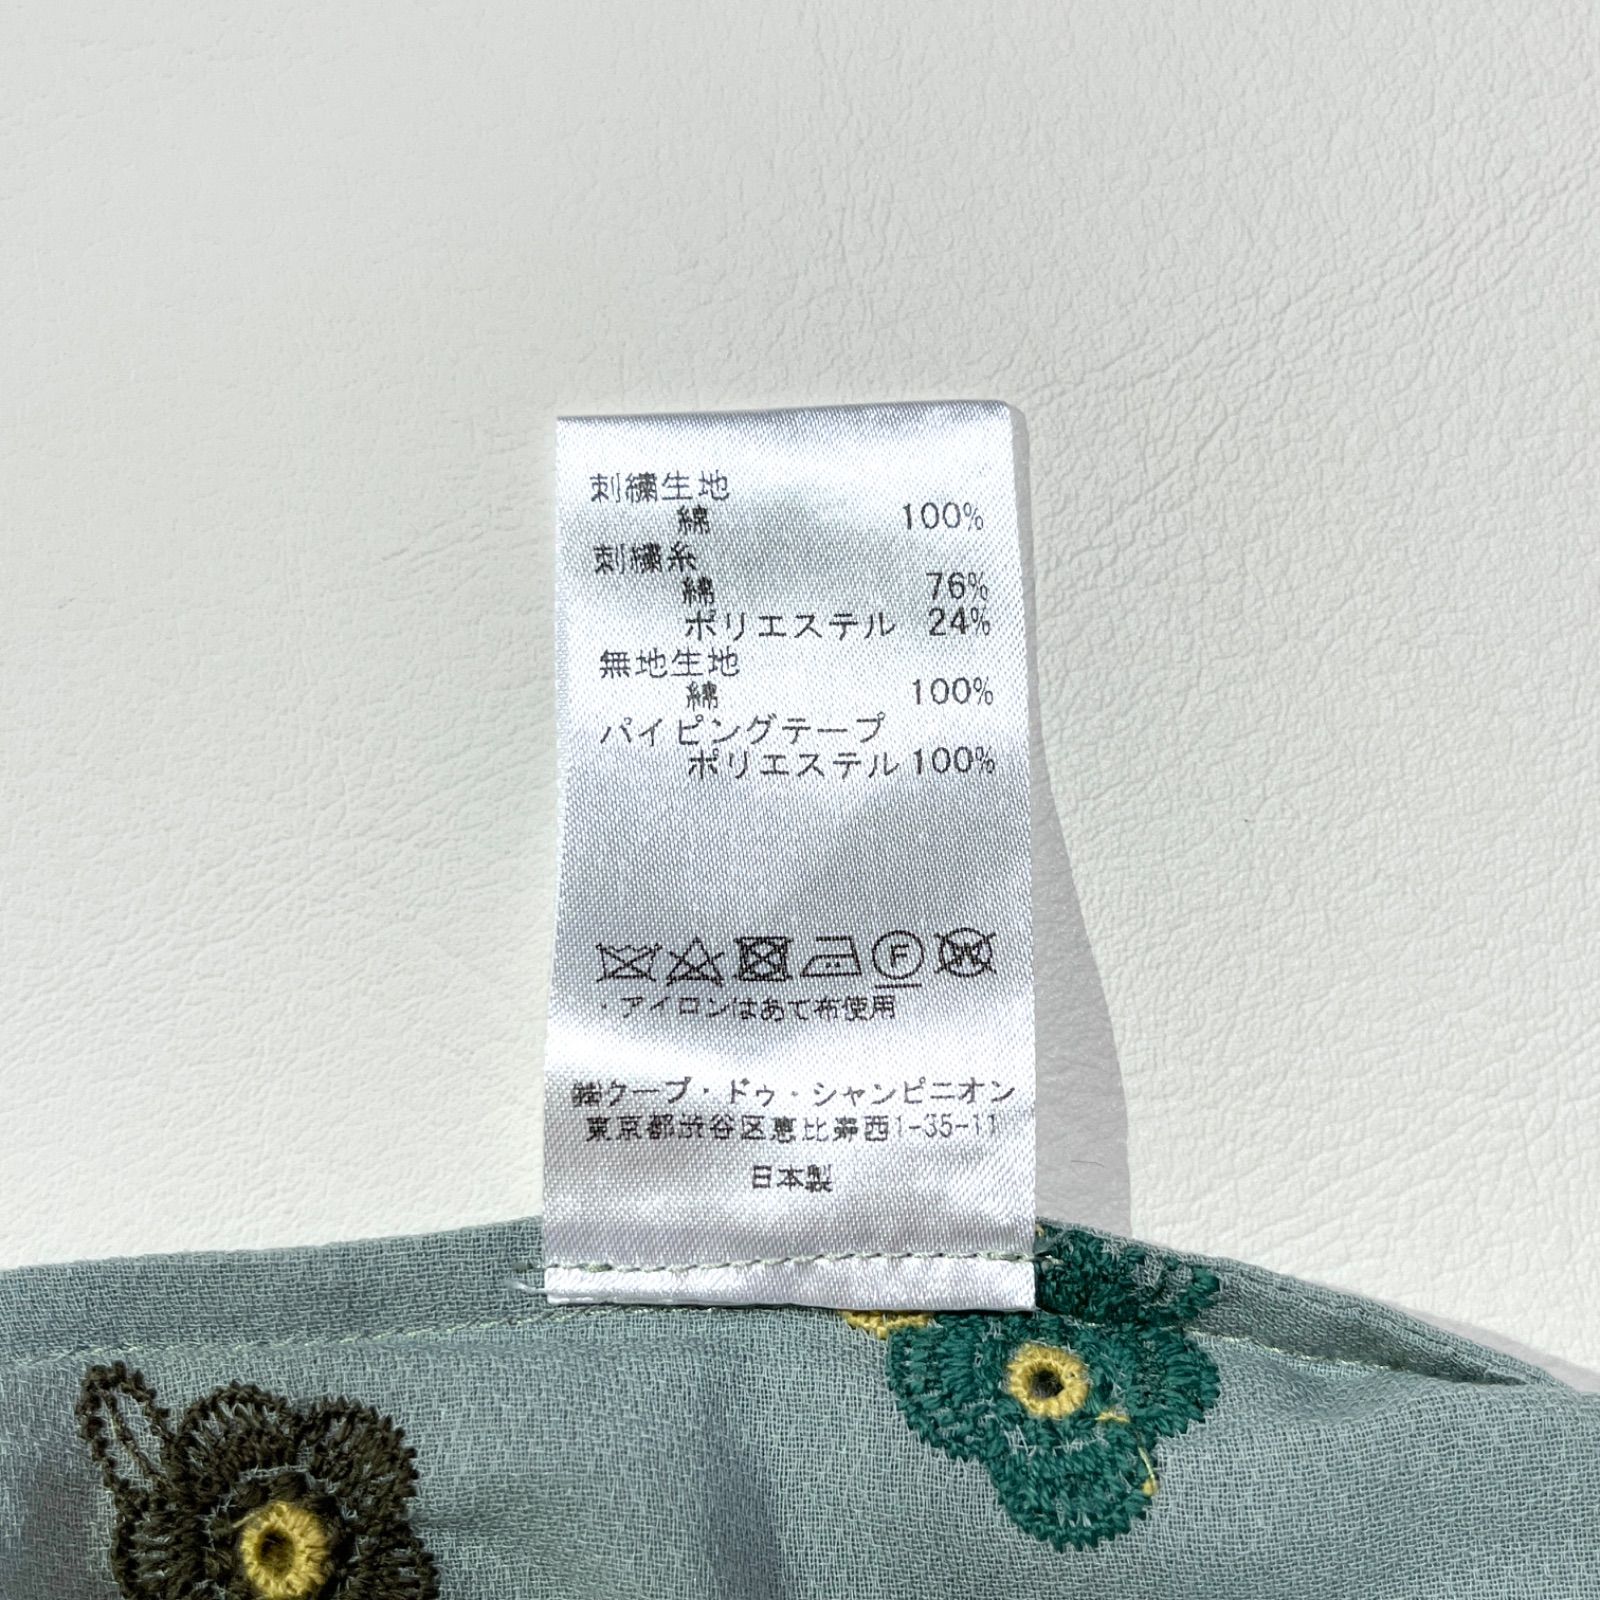 刺繍生地
綿 100%
刺繍糸
綿 76%
ポリエステル 24%
無地生地
綿 100%
パイピングテープ
ポリエステル 100%
F W
・アイロンはあて布使用
㈱クープ・ドゥ・シャンピニオン
東京都渋谷区恵比寿西1-35-11
日本製